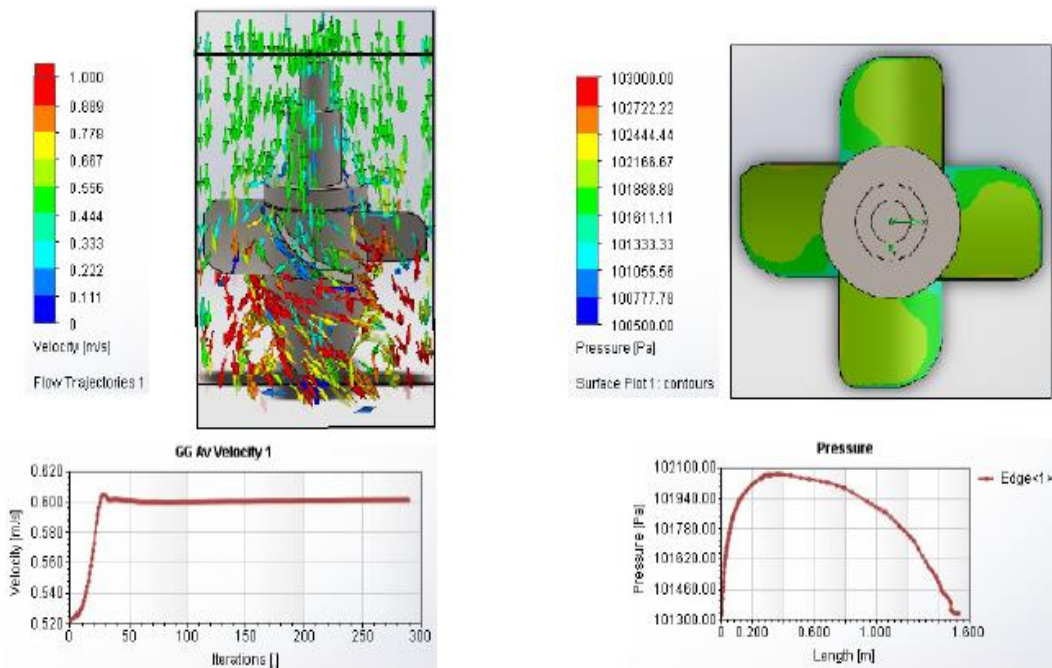 1.000
0.889
0.778
0.667
0.556
0.444
0.333
0.222
0.111
0
Velocity [m/s]
Flow Trajectories 1
103000.00
102722.22
102444.44
102166.67
101888.89
101611.11
101333.33
101055.56
100777.78
100500.00
Pressure [Pa]
Surface Plot 1: contours
GG Av Velocity 1
0.620
0.600
0.580
0.560
0.540
0.520
Velocity [m/s]
0 50 100 150 200 250 300
Iterations [ ]
Pressure
102100.00
101940.00
101780.00
101620.00
101460.00
101300.00
Pressure [Pa]
0 0.200 0.600 1.000 1.600
Length [m]
Edge<1>